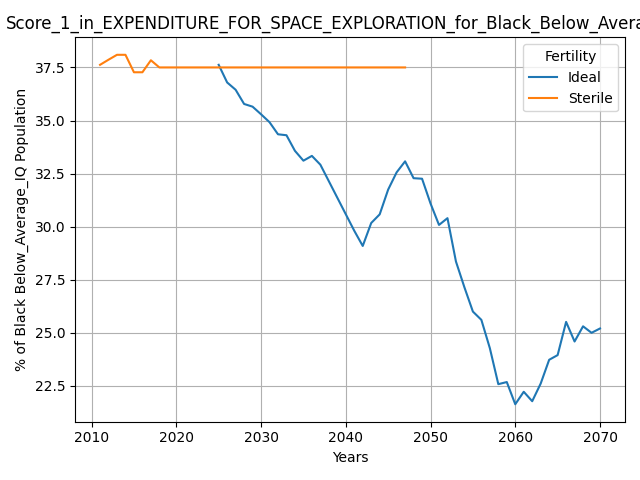 Score_1_in_EXPENDITURE_FOR_SPACE_EXPLORATION_for_Black_Below_Avera
Fertility
Ideal
Sterile
% of Black Below_Average_IQ Population
37.5
35.0
32.5
30.0
27.5
25.0
22.5
2010 2020 2030 2040 2050 2060 2070
Years